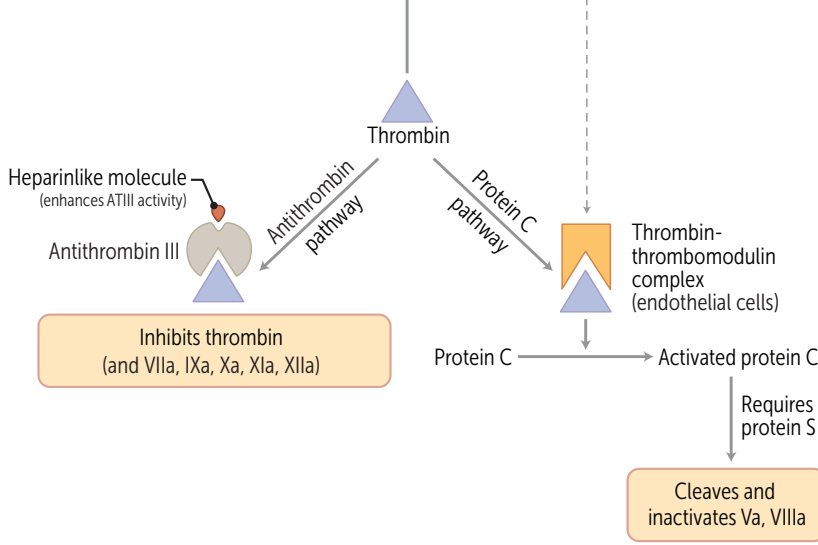 Thrombin
Heparinlike molecule
(enhances ATIII activity)
Antithrombin
pathway
Protein C
pathway
Antithrombin III
Thrombin-
thrombomodulin
complex
(endothelial cells)
Inhibits thrombin
(and VIIa, IXa, Xa, XIa, XIIa)
Protein C
Activated protein C
Requires
protein S
Cleaves and
inactivates Va, VIIIa